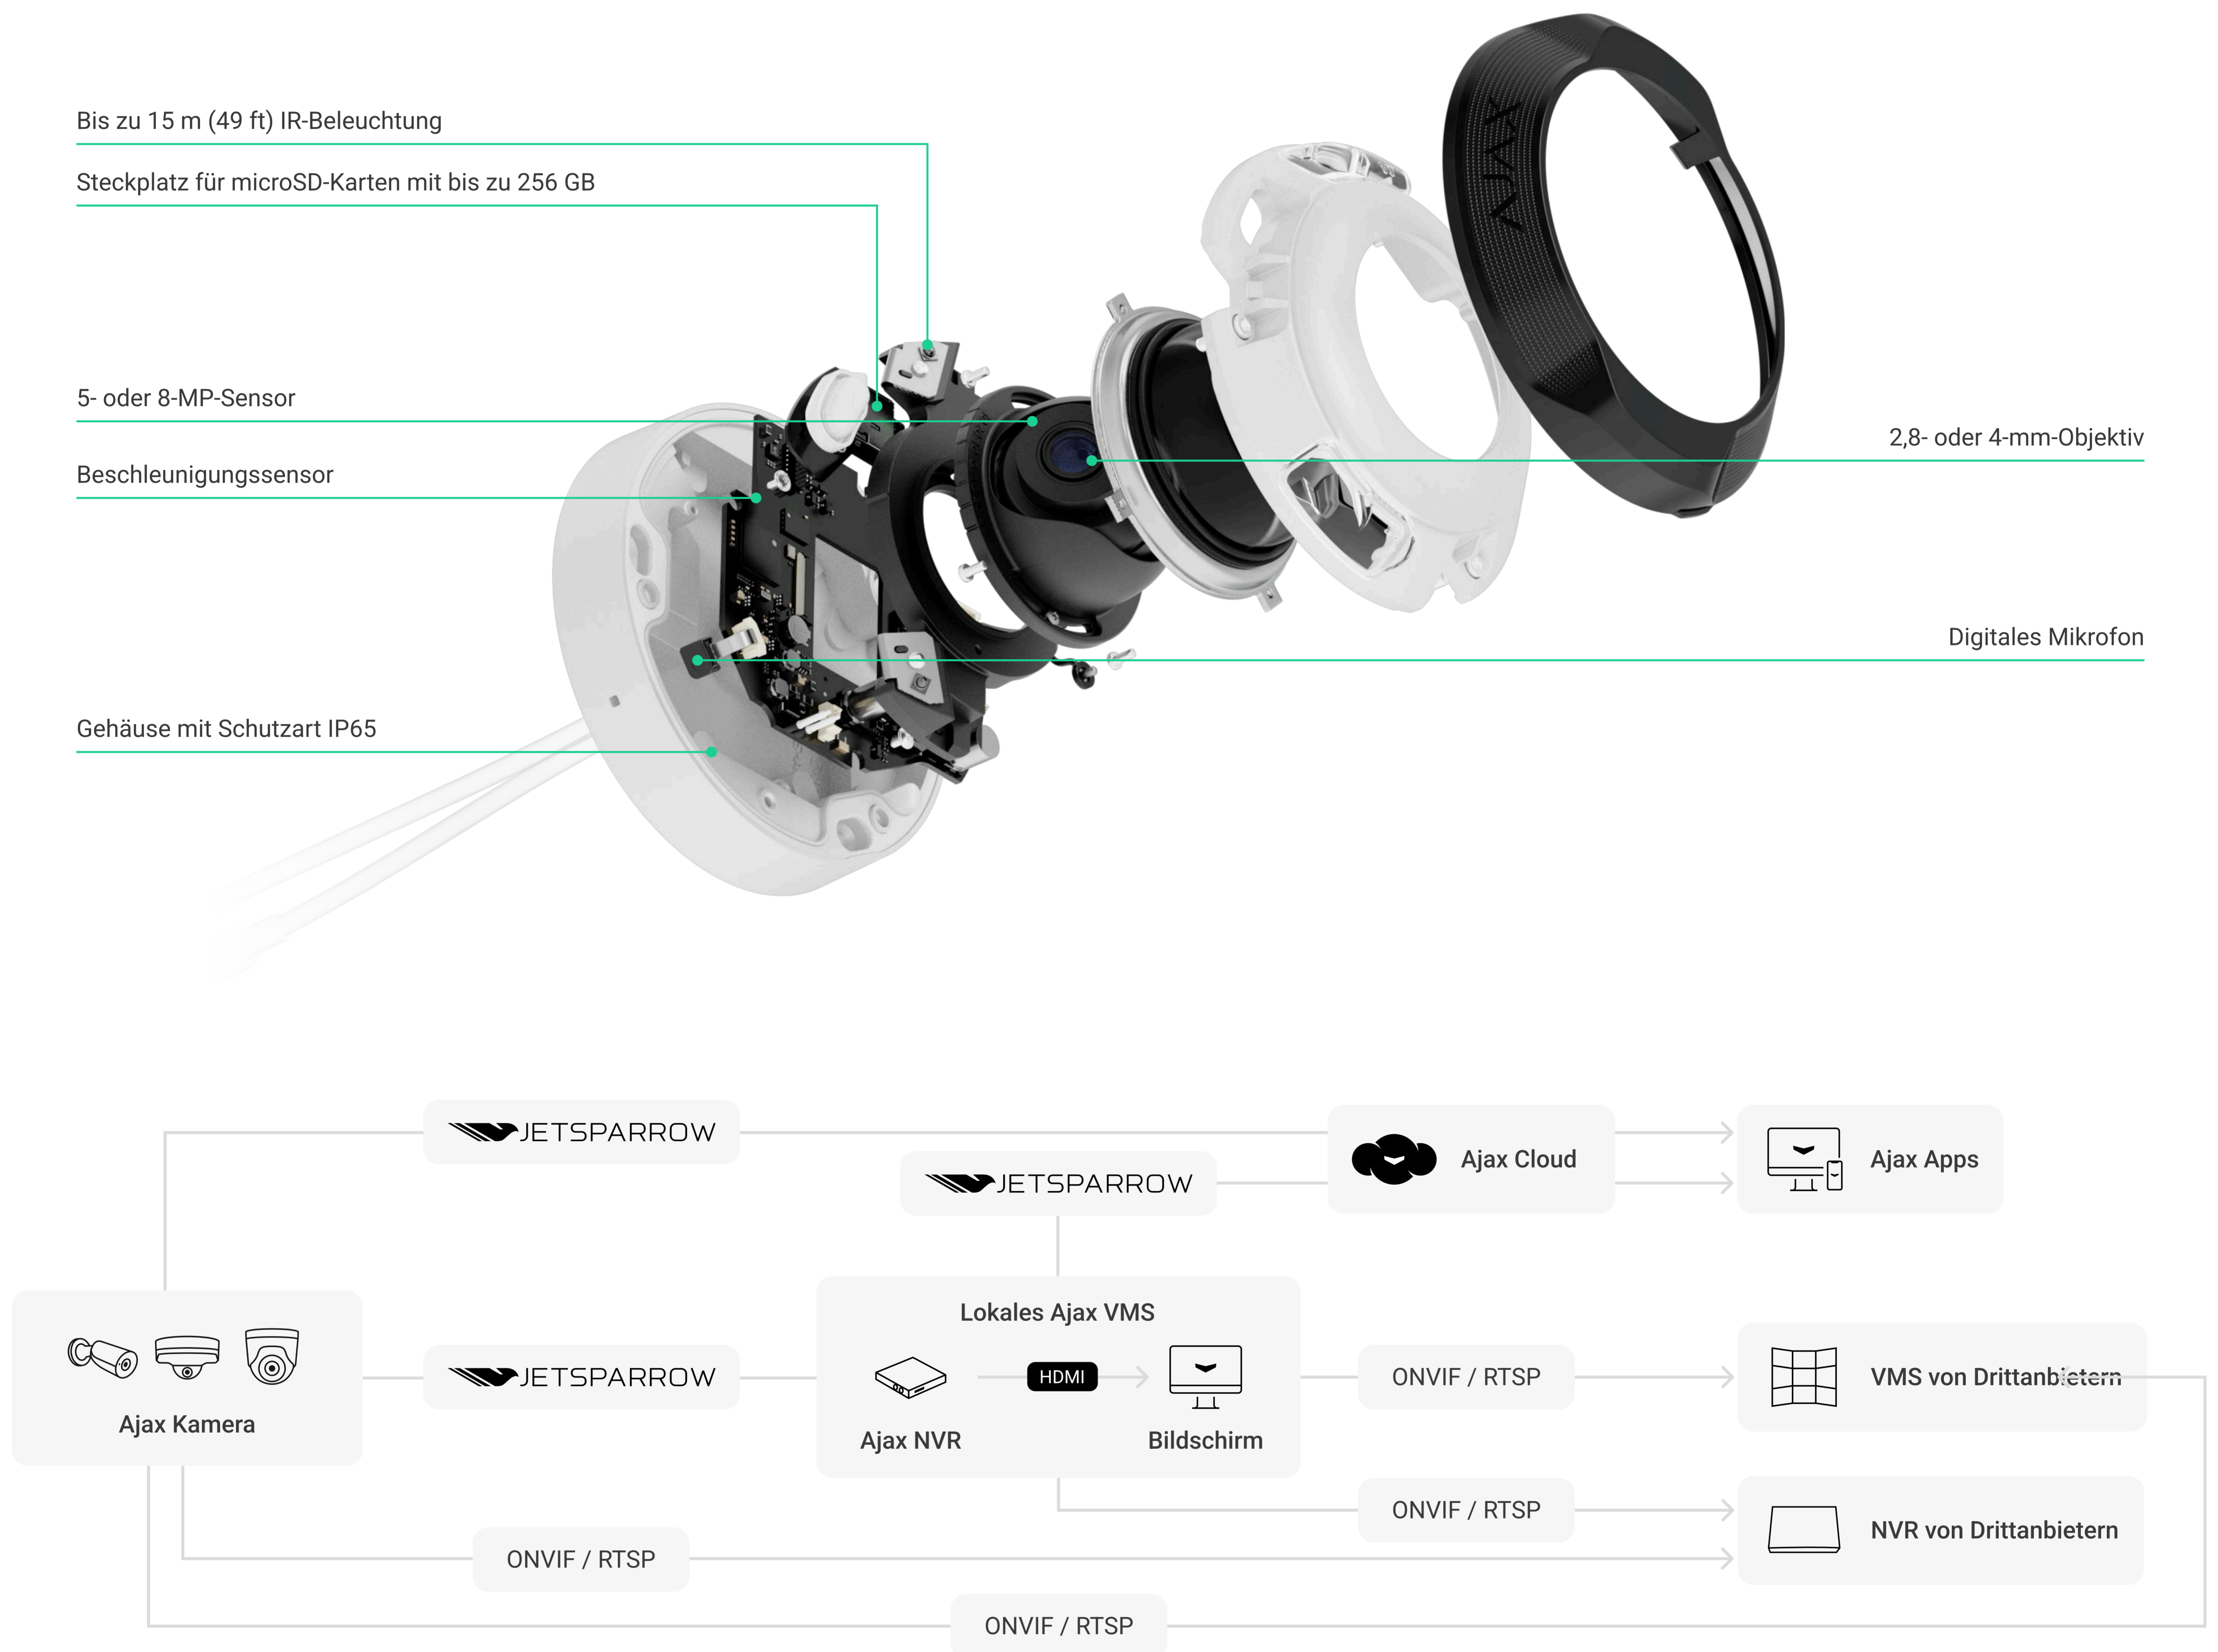 Bis zu 15 m (49 ft) IR-Beleuchtung
Steckplatz für microSD-Karten mit bis zu 256 GB
AJAX
5- oder 8-MP-Sensor
2,8- oder 4-mm-Objektiv
Beschleunigungssensor
Digitales Mikrofon
Gehäuse mit Schutzart IP65
JETSPARROW
JETSPARROW
Ajax Cloud
Ajax Apps
Lokales Ajax VMS
JETSPARROW
HDMI
ONVIF / RTSP
VMS von Drittanbietern
Ajax Kamera
Ajax NVR
Bildschirm
ONVIF / RTSP
NVR von Drittanbietern
ONVIF / RTSP
ONVIF / RTSP